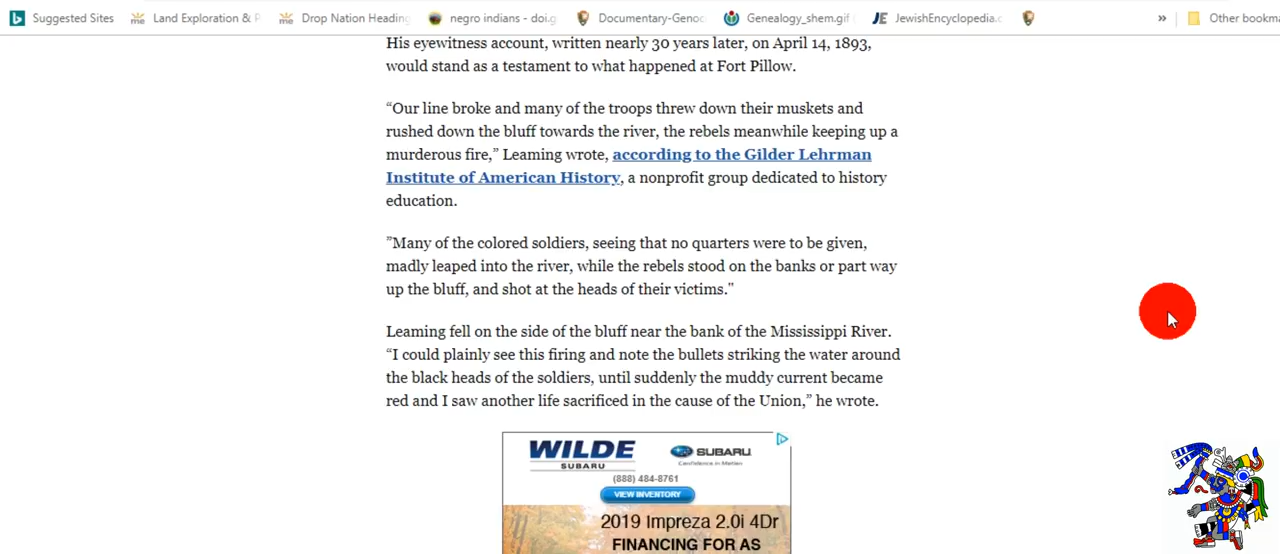 Suggested Sites
Land Exploration & P
Drop Nation Heading
negro indians - doi.g
Documentary-Genoc
Genealogy_shem.gif
JewishEncyclopedia.c
»
Other bookma
His eyewitness account, written nearly 30 years later, on April 14, 1893,
would stand as a testament to what happened at Fort Pillow.
“Our line broke and many of the troops threw down their muskets and
rushed down the bluff towards the river, the rebels meanwhile keeping up a
murderous fire,” Leaming wrote, according to the Gilder Lehrman
Institute of American History, a nonprofit group dedicated to history
education.
”Many of the colored soldiers, seeing that no quarters were to be given,
madly leaped into the river, while the rebels stood on the banks or part way
up the bluff, and shot at the heads of their victims.”
Leaming fell on the side of the bluff near the bank of the Mississippi River.
“I could plainly see this firing and note the bullets striking the water around
the black heads of the soldiers, until suddenly the muddy current became
red and I saw another life sacrificed in the cause of the Union,” he wrote.
WILDE
SUBARU
SUBARU
Confidence in Motion
(888) 484-8761
VIEW INVENTORY
2019 Impreza 2.0i 4Dr
FINANCING FOR AS